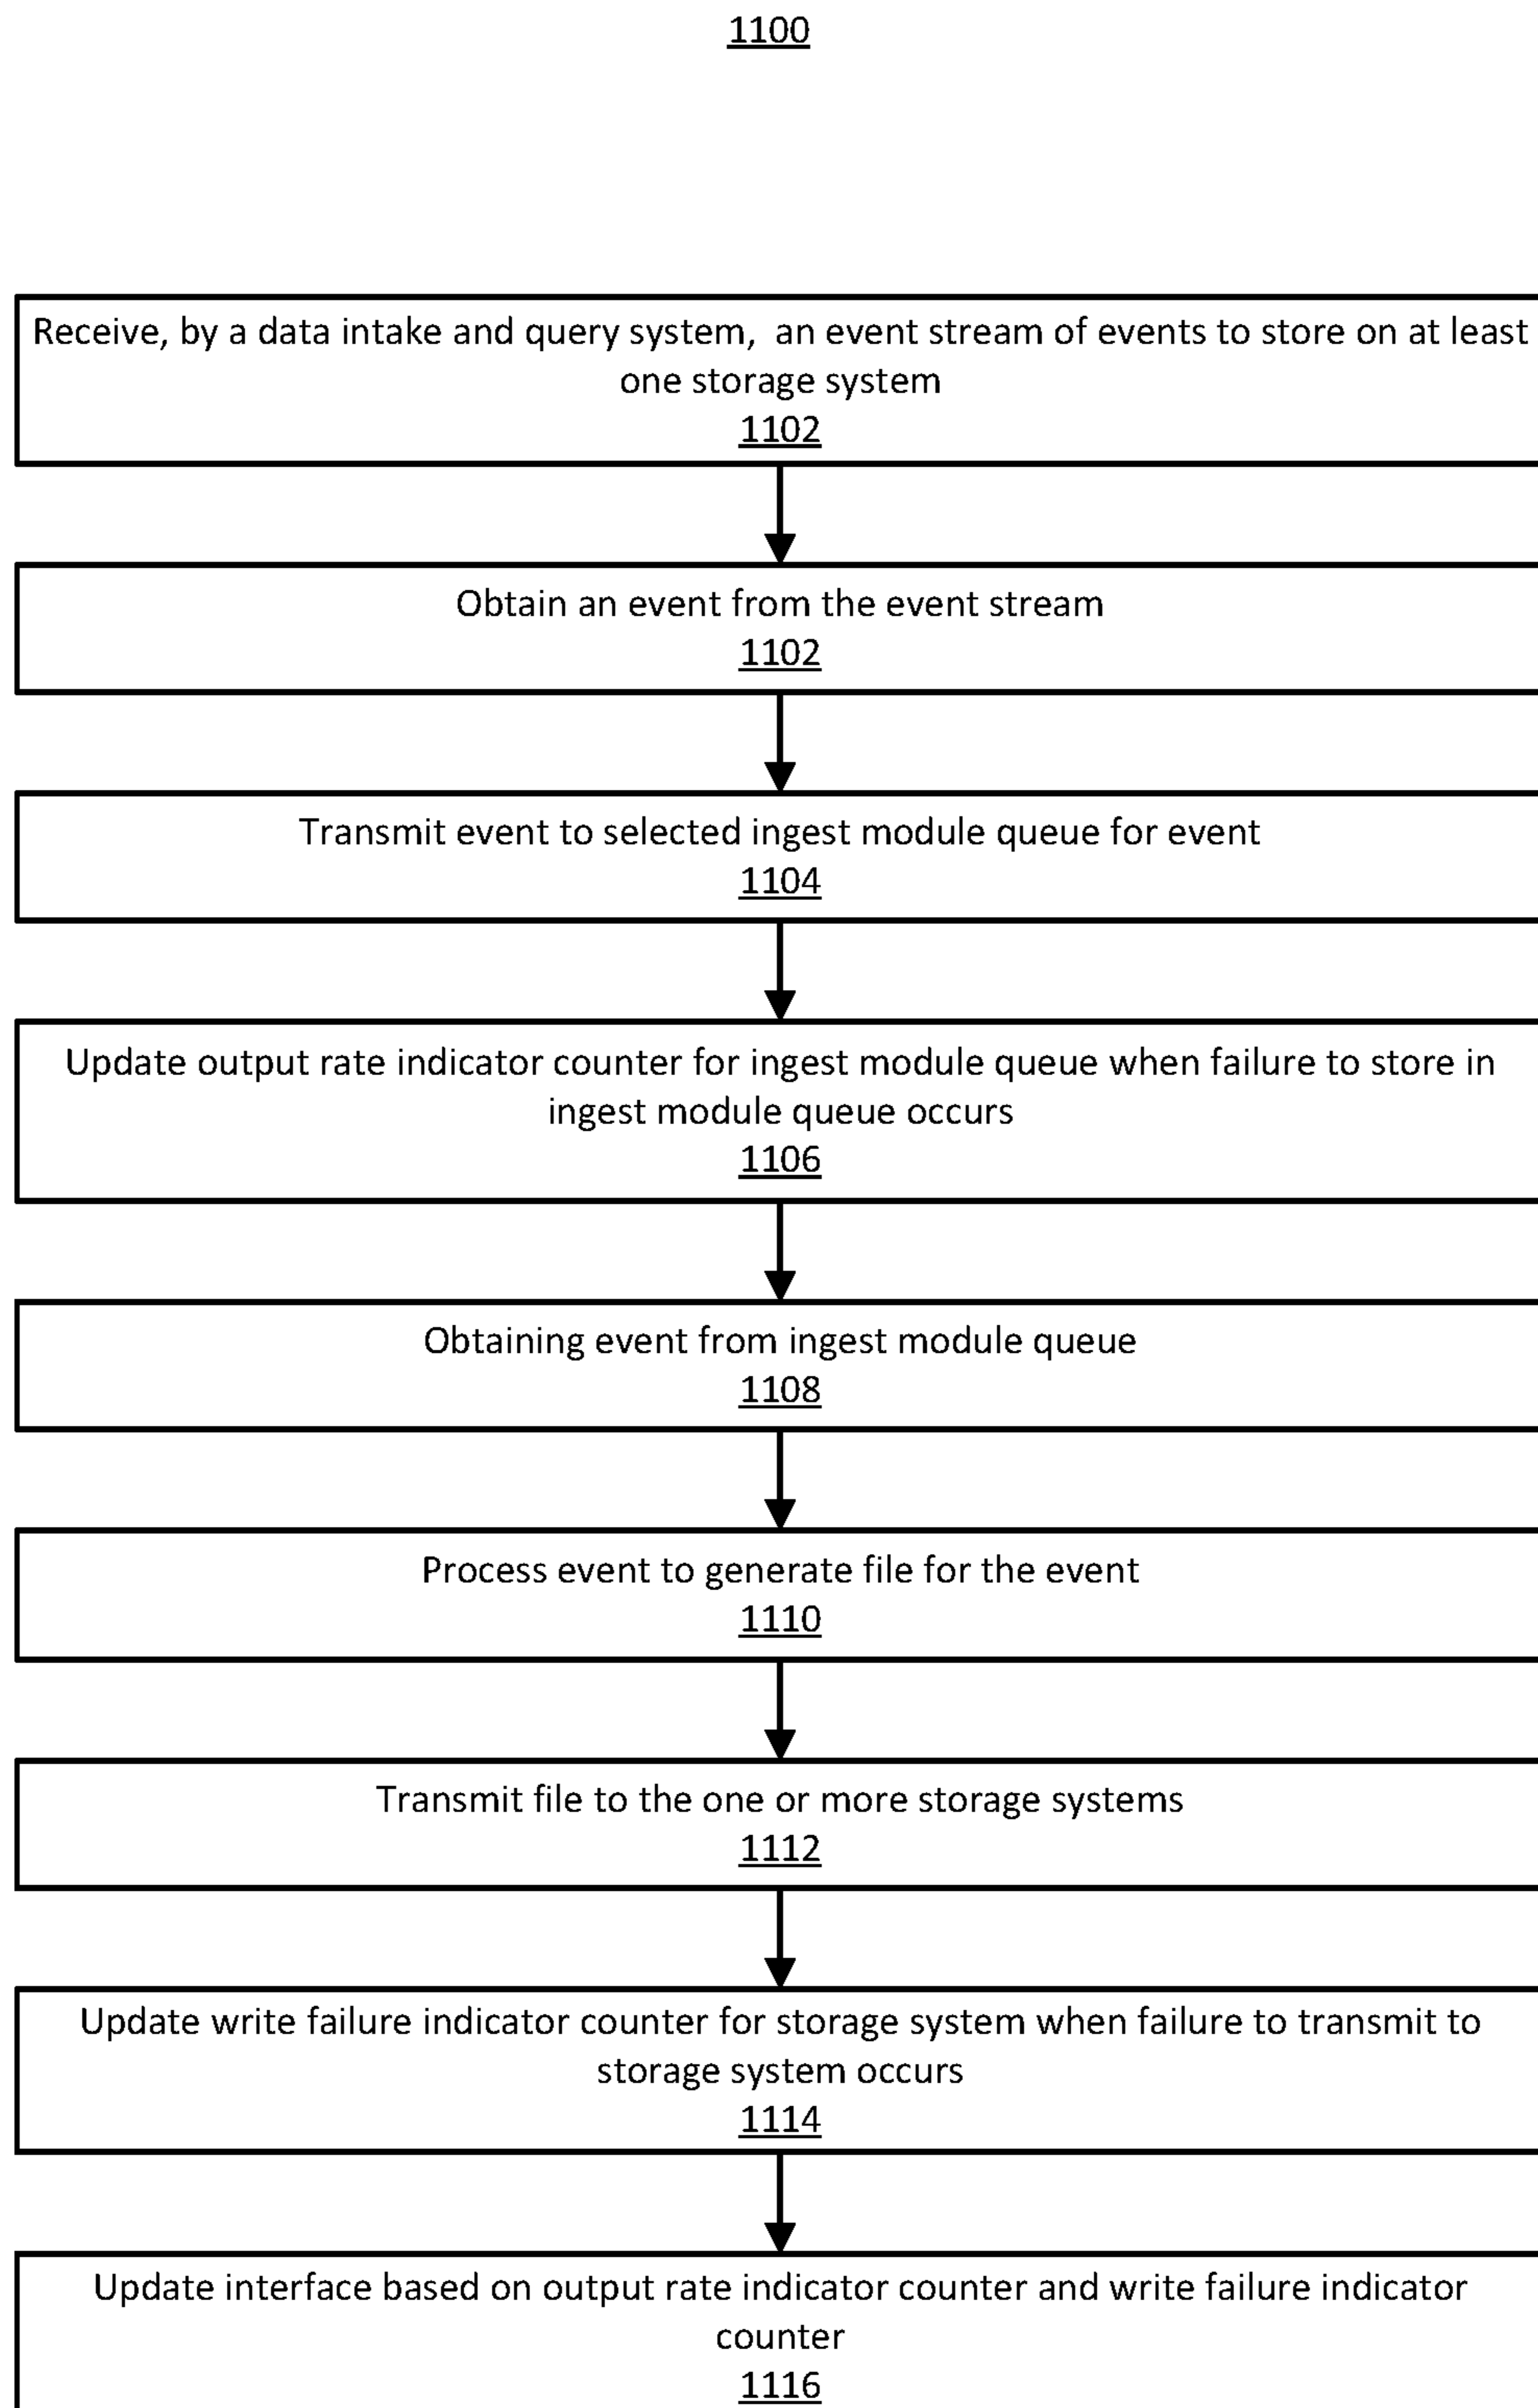 1100
Receive, by a data intake and query system, an event stream of events to store on at least
one storage system
1102
Obtain an event from the event stream
1102
Transmit event to selected ingest module queue for event
1104
Update output rate indicator counter for ingest module queue when failure to store in
ingest module queue occurs
1106
Obtaining event from ingest module queue
1108
Process event to generate file for the event
1110
Transmit file to the one or more storage systems
1112
Update write failure indicator counter for storage system when failure to transmit to
storage system occurs
1114
Update interface based on output rate indicator counter and write failure indicator
counter
1116